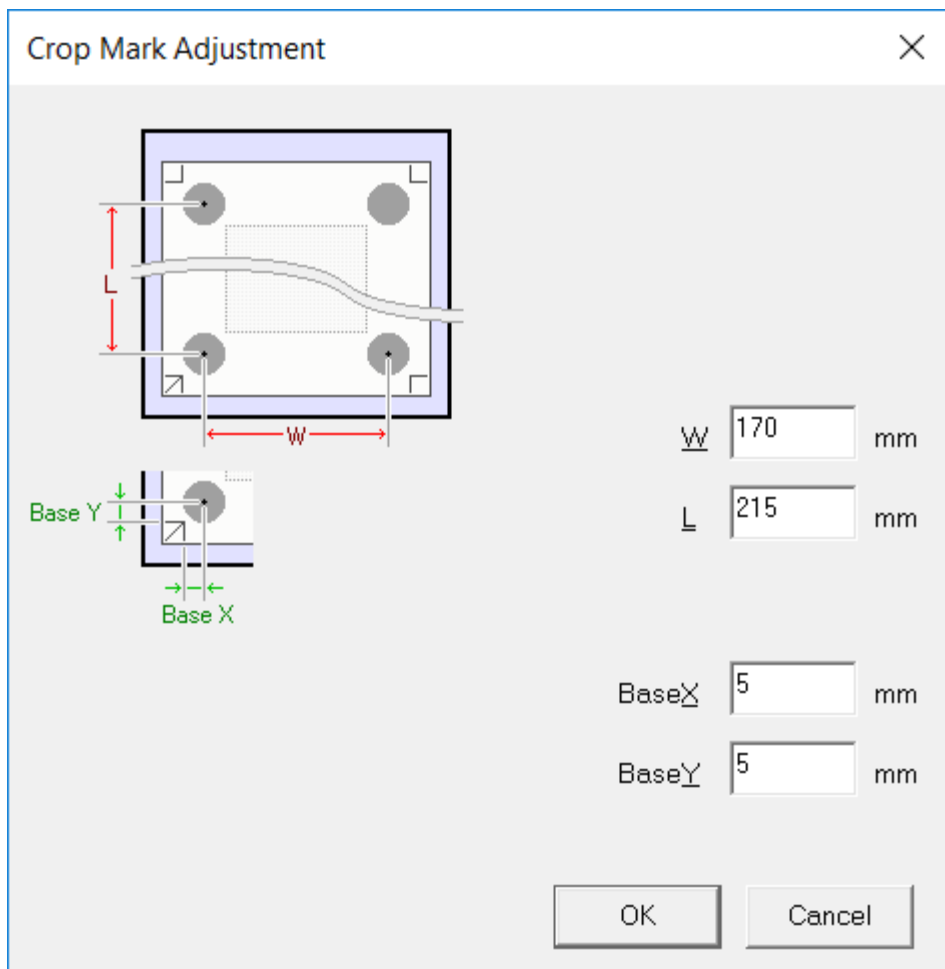 Crop Mark Adjustment
L
W
W 170 mm
L 215 mm
Base Y
Base X
BaseX 5 mm
BaseY 5 mm
OK Cancel